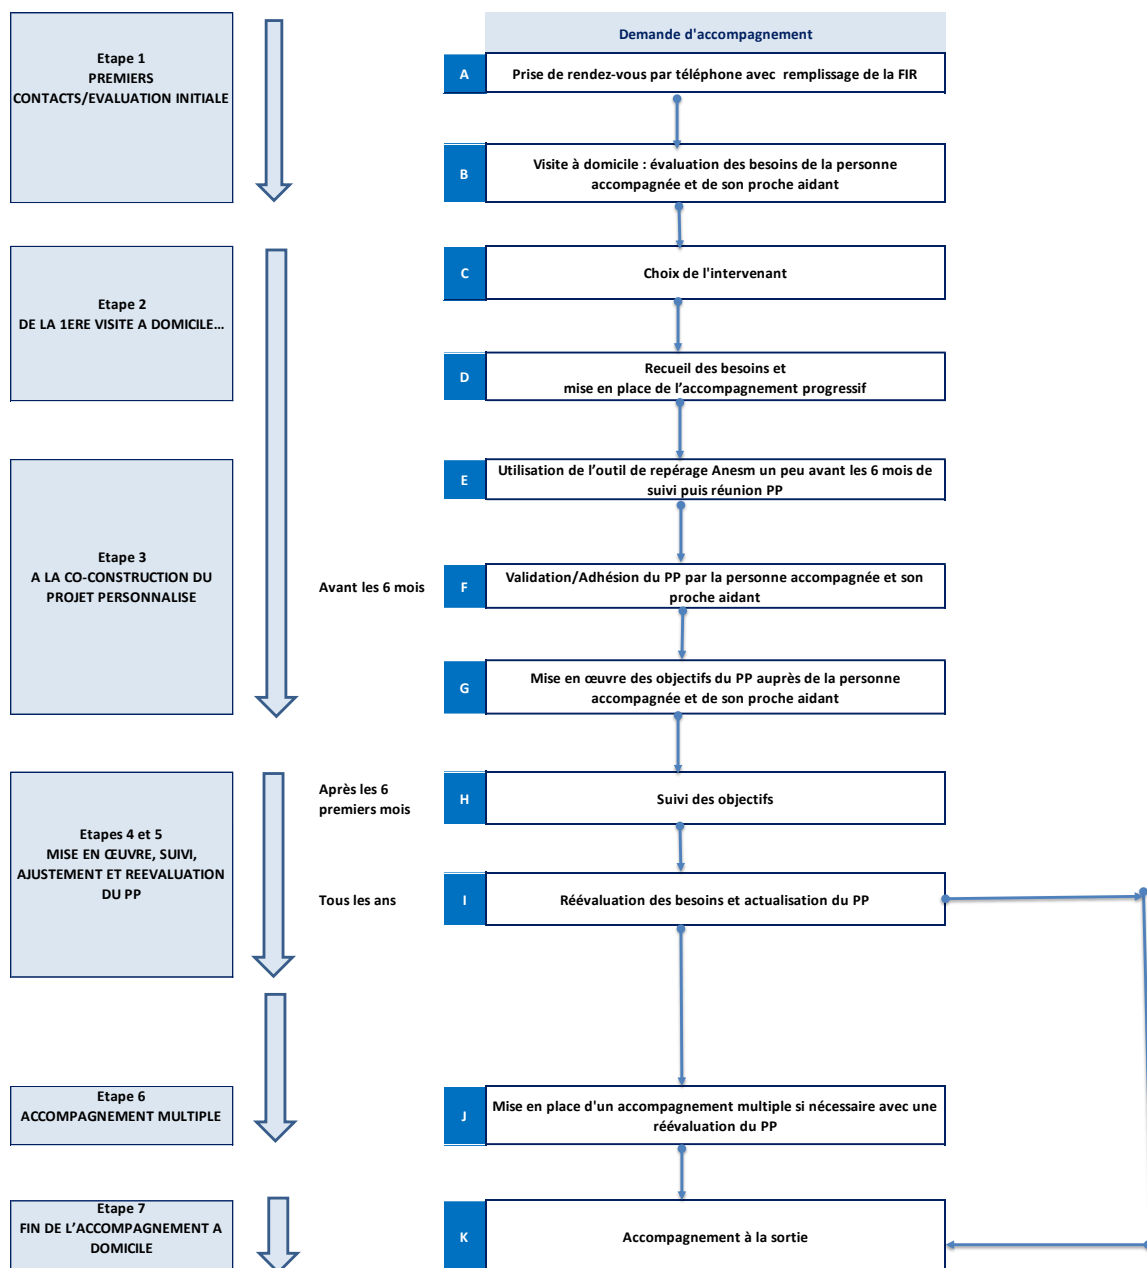 Demande d'accompagnement
Etape 1
PREMIERS
CONTACTS/EVALUATION INITIALE
A
Prise de rendez-vous par téléphone avec remplissage de la FIR
B
Visite à domicile : évaluation des besoins de la personne
accompagnée et de son proche aidant
Etape 2
DE LA 1ERE VISITE A DOMICILE…
C
Choix de l'intervenant
D
Recueil des besoins et
mise en place de l’accompagnement progressif
Etape 3
A LA CO-CONSTRUCTION DU
PROJET PERSONNALISE
E
Utilisation de l’outil de repérage Anesm un peu avant les 6 mois de
suivi puis réunion PP
Avant les 6 mois
F
Validation/Adhésion du PP par la personne accompagnée et son
proche aidant
G
Mise en œuvre des objectifs du PP auprès de la personne
accompagnée et de son proche aidant
Etapes 4 et 5
MISE EN ŒUVRE, SUIVI,
AJUSTEMENT ET REEVALUATION
DU PP
Après les 6
premiers mois
H
Suivi des objectifs
Tous les ans
I
Réévaluation des besoins et actualisation du PP
Etape 6
ACCOMPAGNEMENT MULTIPLE
J
Mise en place d'un accompagnement multiple si nécessaire avec une
réévaluation du PP
Etape 7
FIN DE L’ACCOMPAGNEMENT A
DOMICILE
K
Accompagnement à la sortie